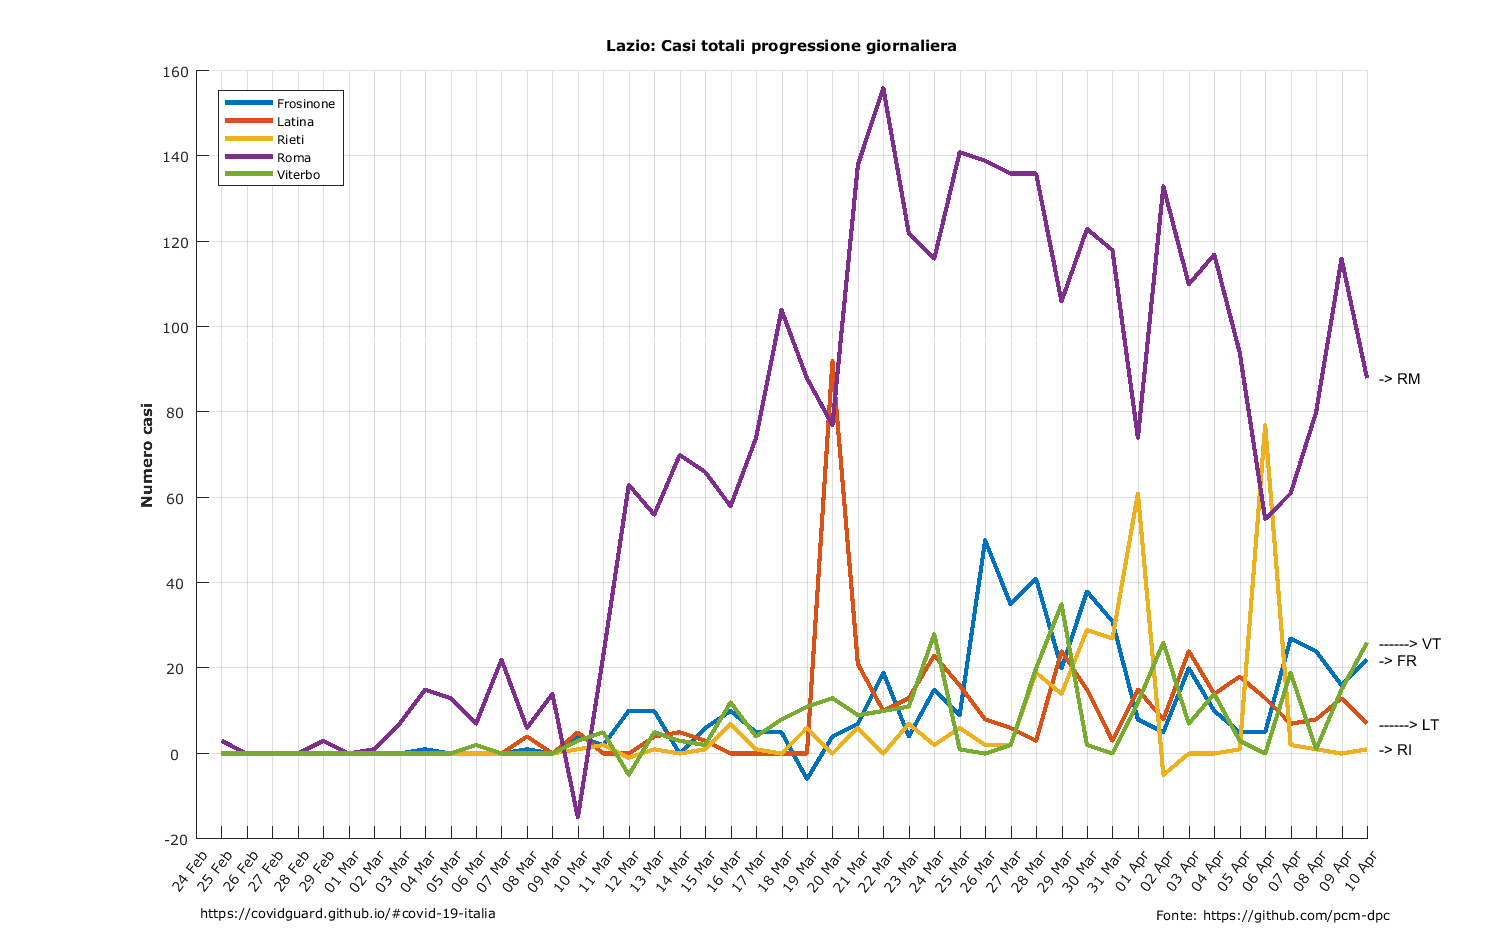 Lazio: Casi totali progressione giornaliera
160
140
120
100
80
60
40
20
0
-20
Numero casi
Frosinone
Latina
Rieti
Roma
Viterbo
-> RM
------> VT
-> FR
------> LT
-> RI
24 Feb
25 Feb
26 Feb
27 Feb
28 Feb
29 Feb
01 Mar
02 Mar
03 Mar
04 Mar
05 Mar
06 Mar
07 Mar
08 Mar
09 Mar
10 Mar
11 Mar
12 Mar
13 Mar
14 Mar
15 Mar
16 Mar
17 Mar
18 Mar
19 Mar
20 Mar
21 Mar
22 Mar
23 Mar
24 Mar
25 Mar
26 Mar
27 Mar
28 Mar
29 Mar
30 Mar
31 Mar
01 Apr
02 Apr
03 Apr
04 Apr
05 Apr
06 Apr
07 Apr
08 Apr
09 Apr
10 Apr
https://covidguard.github.io/#covid-19-italia
Fonte: https://github.com/pcm-dpc